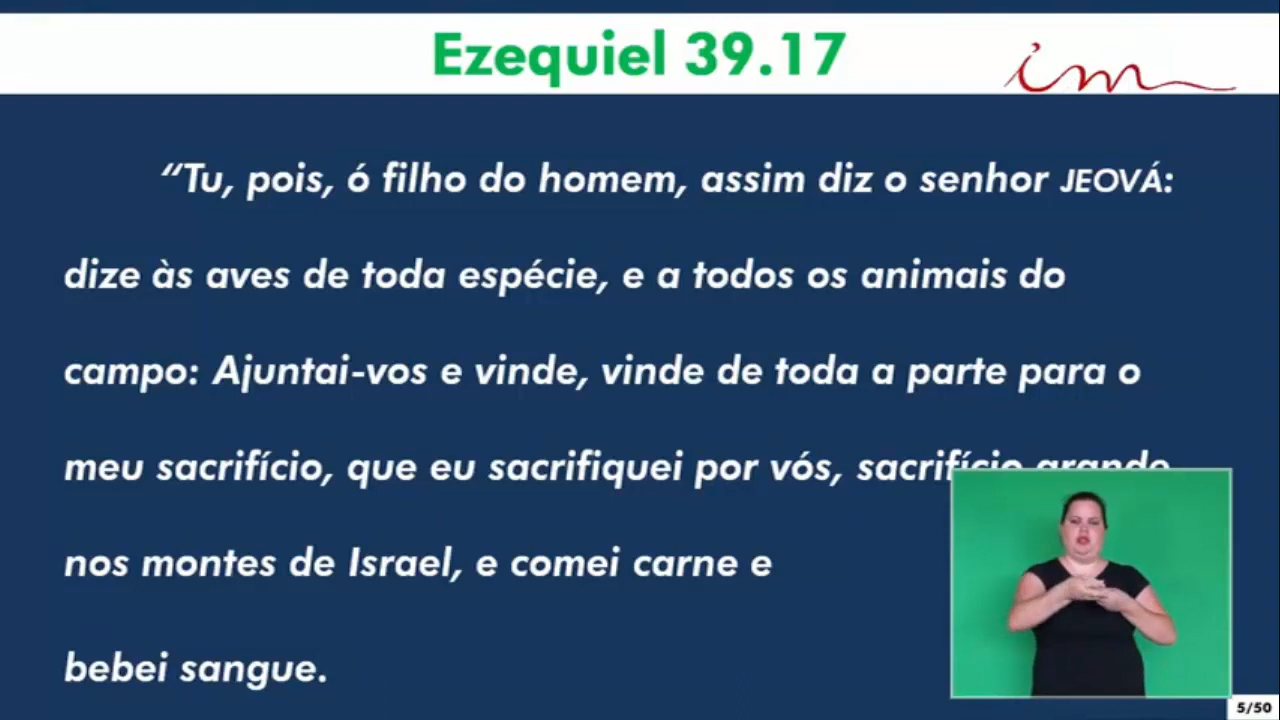 Ezequiel 39.17
im
“Tu, pois, ó filho do homem, assim diz o senhor JEOVÁ:
dize às aves de toda espécie, e a todos os animais do
campo: Ajuntai-vos e vinde, vinde de toda a parte para o
meu sacrifício, que eu sacrifiquei por vós, sacrifício grande
nos montes de Israel, e comei carne e
bebei sangue.
5/50